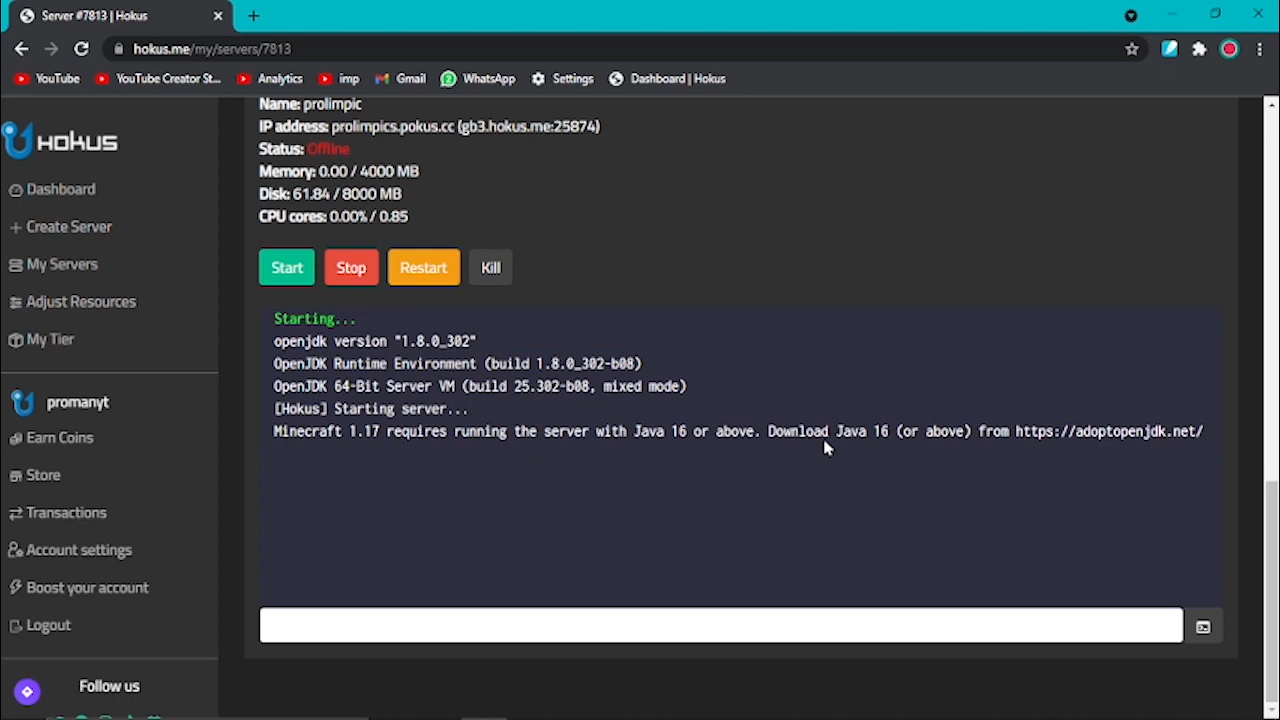 Server #7813 | Hokus
hokus.me/my/servers/7813
YouTube
YouTube Creator St...
Analytics
imp
Gmail
WhatsApp
Settings
Dashboard | Hokus
HOKUS
Dashboard
Create Server
My Servers
Adjust Resources
My Tier
promanyt
Earn Coins
Store
Transactions
Account settings
Boost your account
Logout
Follow us
Name: prolimpic
IP address: prolimpics.pokus.cc (gb3.hokus.me:25874)
Status: Offline
Memory: 0.00 / 4000 MB
Disk: 61.84 / 8000 MB
CPU cores: 0.00% / 0.85
Start
Stop
Restart
Kill
Starting...
openjdk version "1.8.0_302"
OpenJDK Runtime Environment (build 1.8.0_302-b08)
OpenJDK 64-Bit Server VM (build 25.302-b08, mixed mode)
[Hokus] Starting server...
Minecraft 1.17 requires running the server with Java 16 or above. Download Java 16 (or above) from https://adoptopenjdk.net/